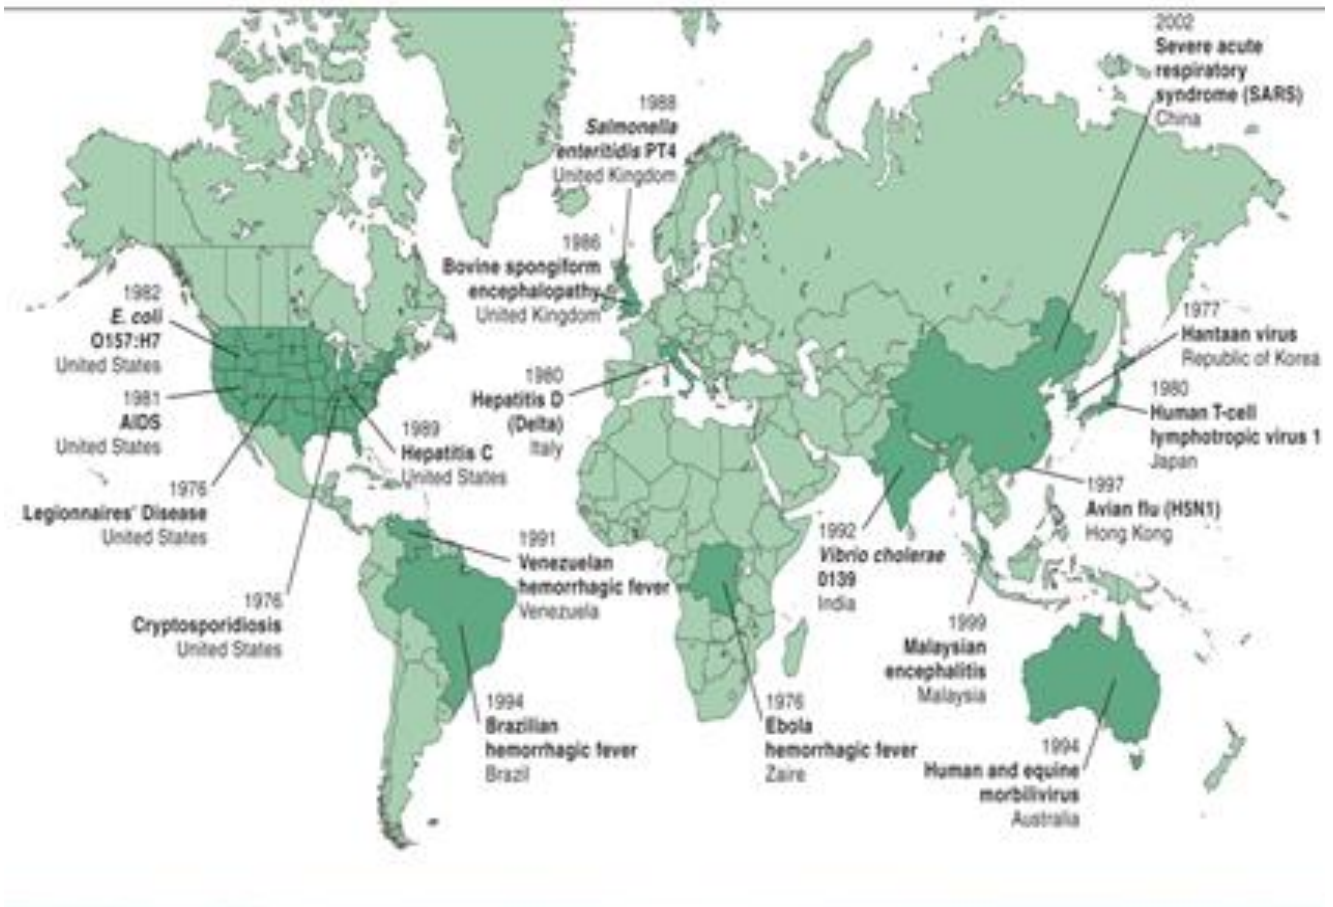 2002
Severe acute
respiratory
syndrome (SARS)
China
1988
Salmonella
enteritidis PT4
United Kingdom
1986
Bovine spongiform
encephalopathy
United Kingdom
1982
E. coli
O157:H7
United States
1981
AIDS
United States
1976
Legionnaires' Disease
United States
1976
Cryptosporidiosis
United States
1989
Hepatitis C
United States
1980
Hepatitis D
(Delta)
Italy
1977
Hantaan virus
Republic of Korea
1980
Human T-cell
lymphotropic virus 1
Japan
1997
Avian flu (H5N1)
Hong Kong
1991
Venezuelan
hemorrhagic fever
Venezuela
1992
Vibrio cholerae
0139
India
1999
Malaysian
encephalitis
Malaysia
1994
Brazilian
hemorrhagic fever
Brazil
1976
Ebola
hemorrhagic fever
Zaire
1994
Human and equine
morbilivirus
Australia